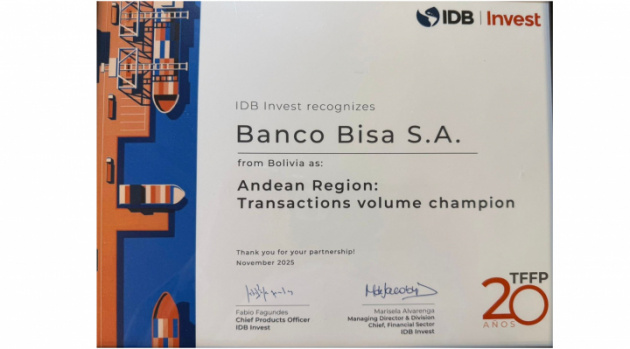 IDB Invest
IDB Invest recognizes
Banco Bisa S.A.
from Bolivia as:
Andean Region:
Transactions volume champion
Thank you for your partnership!
November 2025
Fabio Fagundes
Chief Products Officer
IDB Invest
Marisela Alvarenga
Managing Director & Division
Chief, Financial Sector
IDB Invest
TFFP
20
AÑOS